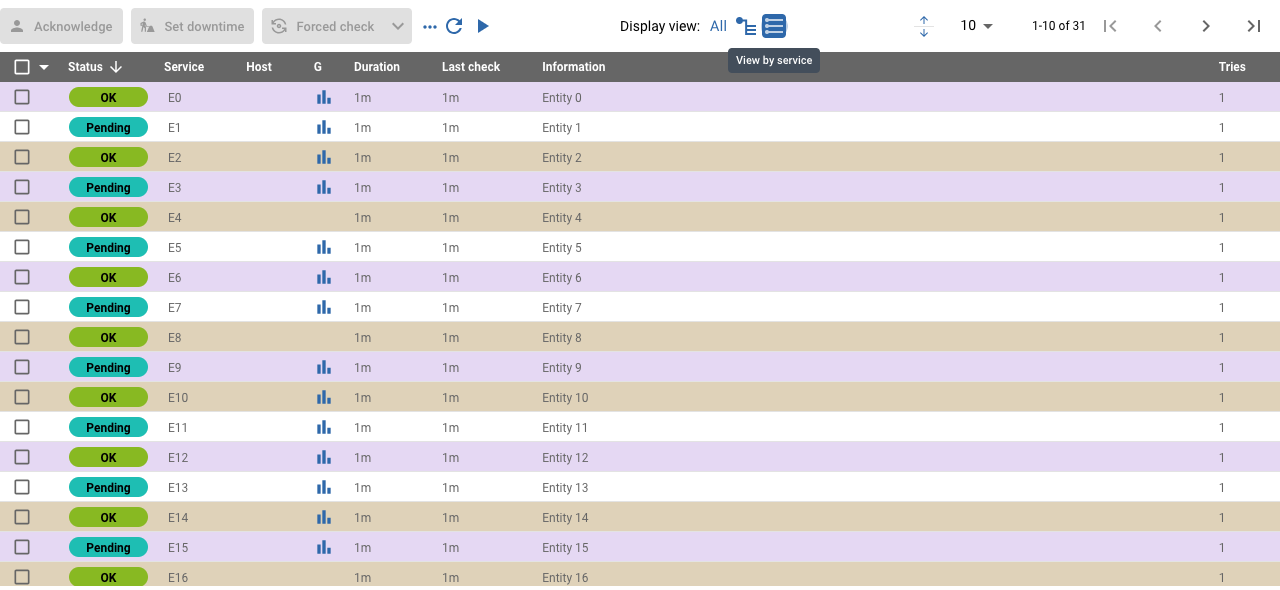 Acknowledge Set downtime Forced check Display view: All 10 1-10 of 31
View by service
Status Service Host G Duration Last check Information Tries
OK E0 1m 1m Entity 0 1
Pending E1 1m 1m Entity 1 1
OK E2 1m 1m Entity 2 1
Pending E3 1m 1m Entity 3 1
OK E4 1m 1m Entity 4 1
Pending E5 1m 1m Entity 5 1
OK E6 1m 1m Entity 6 1
Pending E7 1m 1m Entity 7 1
OK E8 1m 1m Entity 8 1
Pending E9 1m 1m Entity 9 1
OK E10 1m 1m Entity 10 1
Pending E11 1m 1m Entity 11 1
OK E12 1m 1m Entity 12 1
Pending E13 1m 1m Entity 13 1
OK E14 1m 1m Entity 14 1
Pending E15 1m 1m Entity 15 1
OK E16 1m 1m Entity 16 1